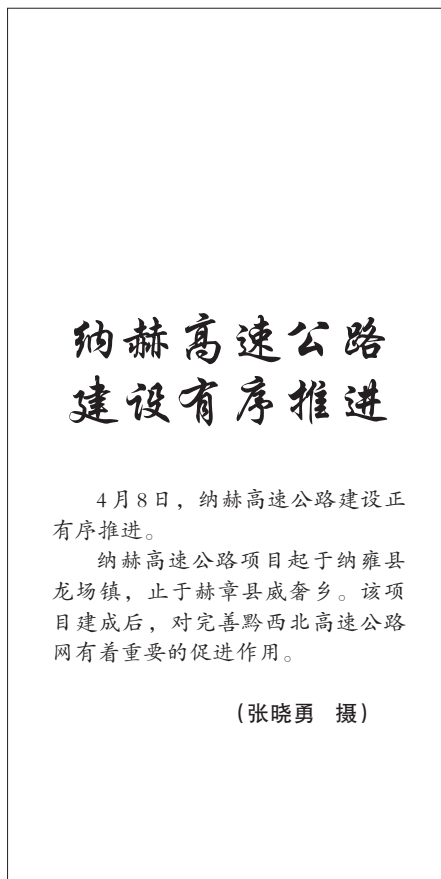 纳赫高速公路
建设有序推进
4月8日，纳赫高速公路建设正
有序推进。
纳赫高速公路项目起于纳雍县
龙场镇，止于赫章县威奢乡。该项
目建成后，对完善黔西北高速公路
网有着重要的促进作用。
（张晓勇 摄）